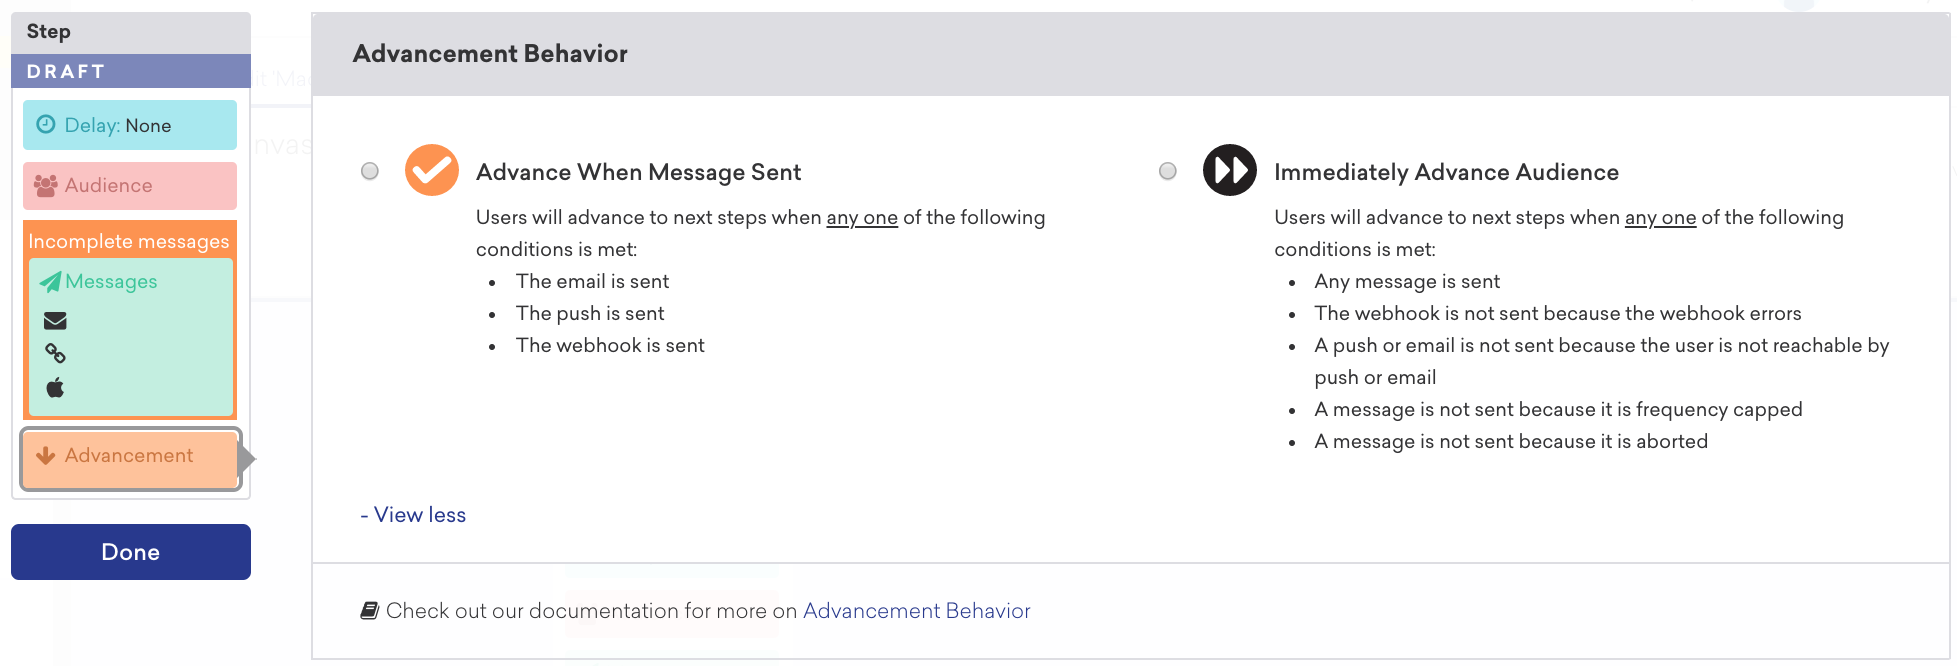 Step
DRAFT
Delay: None
Audience
Incomplete messages
Messages
Advancement
Done
Advancement Behavior
Advance When Message Sent
Users will advance to next steps when any one of the following
conditions is met:
• The email is sent
• The push is sent
• The webhook is sent
Immediately Advance Audience
Users will advance to next steps when any one of the following
conditions is met:
• Any message is sent
• The webhook is not sent because the webhook errors
• A push or email is not sent because the user is not reachable by
push or email
• A message is not sent because it is frequency capped
• A message is not sent because it is aborted
- View less
Check out our documentation for more on Advancement Behavior